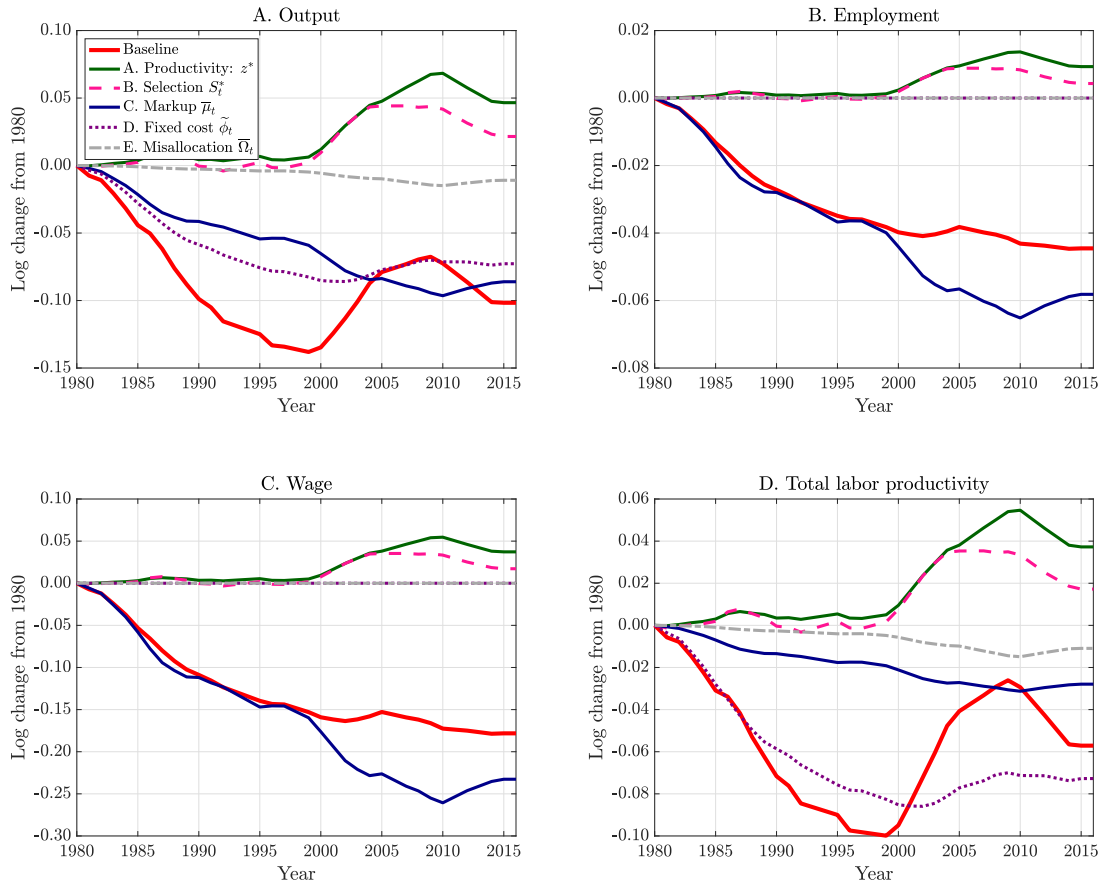 A. Output
Log change from 1980
0.10
0.05
0.00
-0.05
-0.10
-0.15
Baseline
A. Productivity: z*
B. Selection S*_t
C. Markup μ̅_t
D. Fixed cost ϕ̃_t
E. Misallocation Ω̅_t
1980 1985 1990 1995 2000 2005 2010 2015
Year
B. Employment
Log change from 1980
0.02
0.00
-0.02
-0.04
-0.06
-0.08
1980 1985 1990 1995 2000 2005 2010 2015
Year
C. Wage
Log change from 1980
0.10
0.05
0.00
-0.05
-0.10
-0.15
-0.20
-0.25
-0.30
1980 1985 1990 1995 2000 2005 2010 2015
Year
D. Total labor productivity
Log change from 1980
0.06
0.04
0.02
0.00
-0.02
-0.04
-0.06
-0.08
-0.10
1980 1985 1990 1995 2000 2005 2010 2015
Year